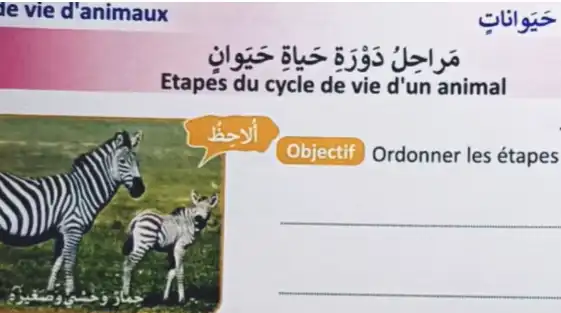 de vie d'animaux
حَيَواناتٍ
مَراحِلُ دَوْرَةِ حَياةِ حَيَوانٍ
Etapes du cycle de vie d'un animal
أُلاحِظُ
Objectif Ordonner les étapes
حِمارٌ وَحْشِيٌّ وَصَغيرُهُ